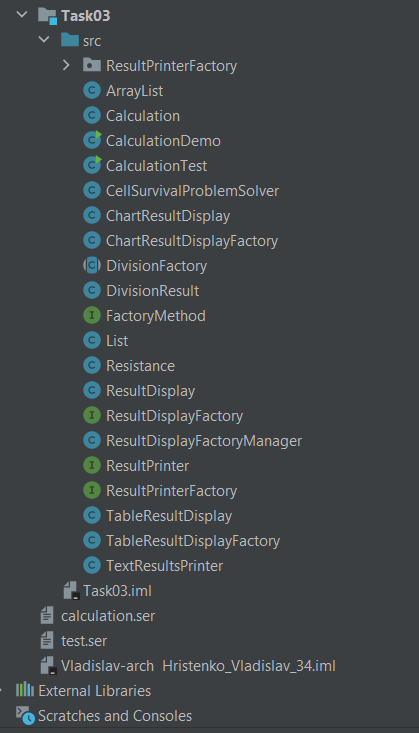 Task03
src
ResultPrinterFactory
ArrayList
Calculation
CalculationDemo
CalculationTest
CellSurvivalProblemSolver
ChartResultDisplay
ChartResultDisplayFactory
DivisionFactory
DivisionResult
FactoryMethod
List
Resistance
ResultDisplay
ResultDisplayFactory
ResultDisplayFactoryManager
ResultPrinter
ResultPrinterFactory
TableResultDisplay
TableResultDisplayFactory
TextResultsPrinter
Task03.iml
calculation.ser
test.ser
Vladislav-arch Hristenko_Vladislav_34.iml
External Libraries
Scratches and Consoles